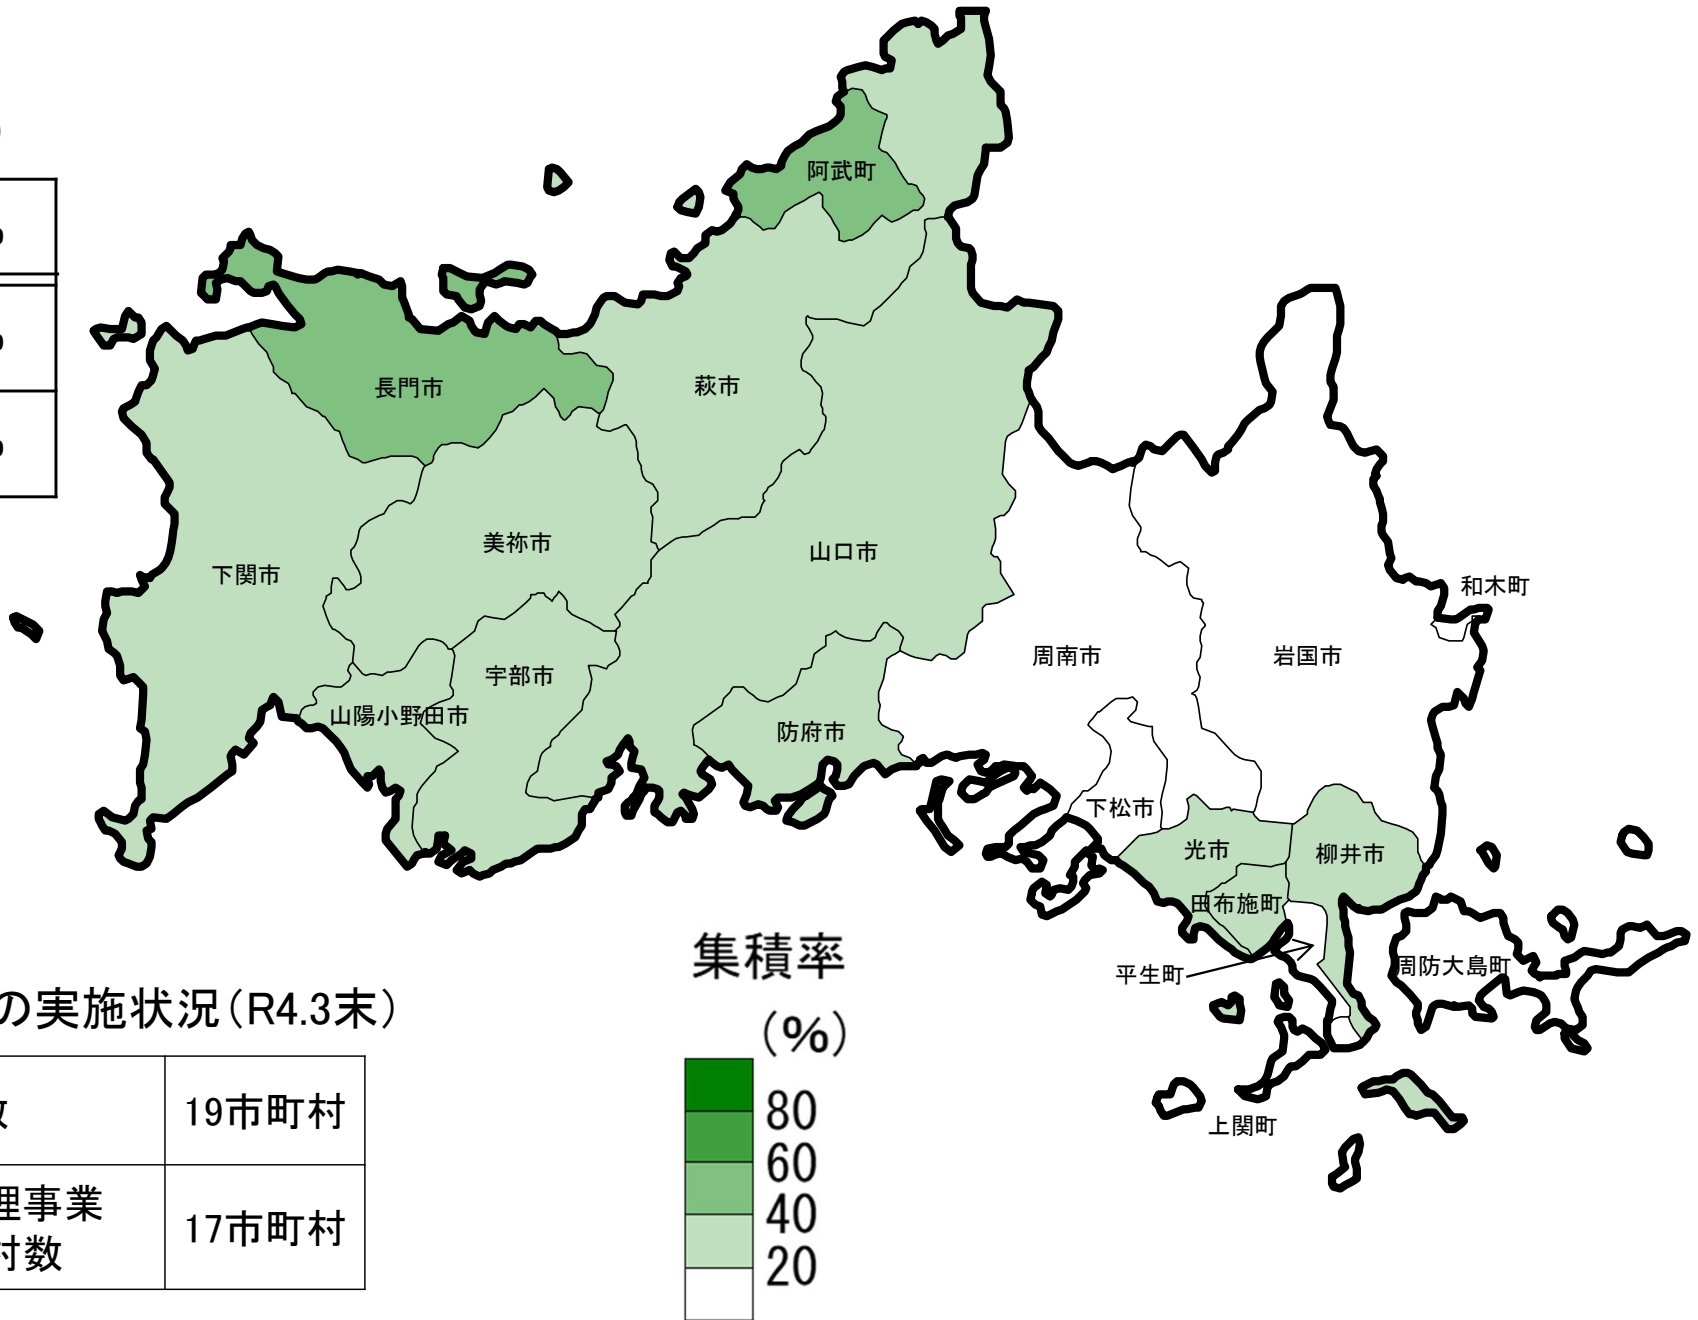 阿武町
長門市
萩市
美祢市
山口市
下関市
和木町
周南市
岩国市
宇部市
山陽小野田市
防府市
下松市
光市
柳井市
田布施町
平生町
周防大島町
上関町
集積率
(%)
80
60
40
20
の実施状況(R4.3末)
数
19市町村
理事業
村数
17市町村